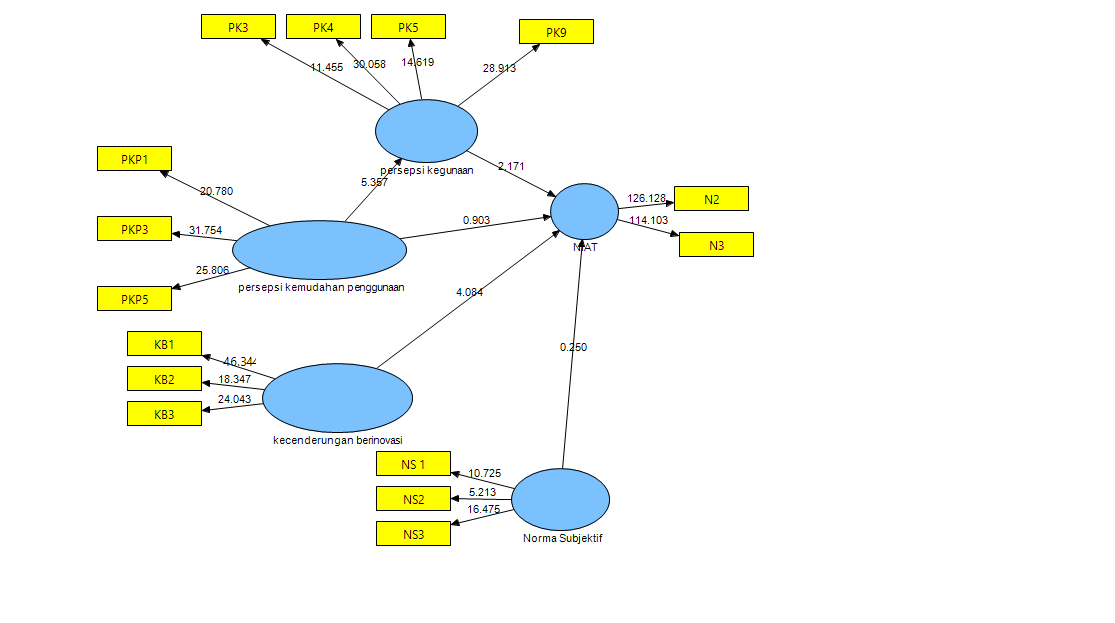 PK3
PK4
PK5
PK9
11.455
30.058
14.619
28.913
persepsi kegunaan
PKP1
20.780
5.357
2.171
PKP3
31.754
0.903
126.128
N2
114.103
N3
NIAT
PKP5
25.806
persepsi kemudahan penggunaan
4.084
KB1
46.344
KB2
18.347
KB3
24.043
0.250
kecenderungan berinovasi
NS 1
10.725
NS2
5.213
NS3
16.475
Norma Subjektif